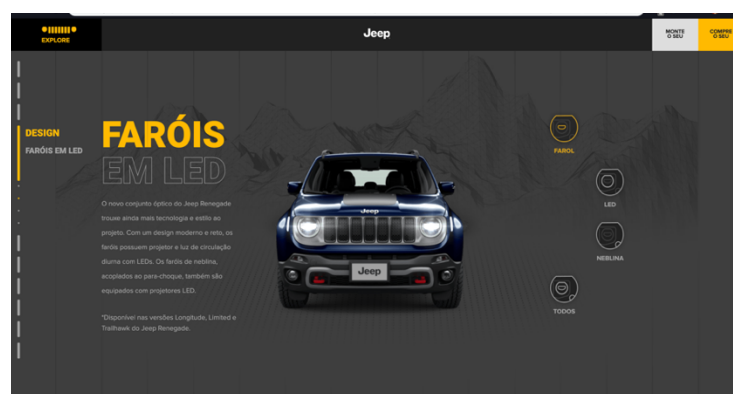 EXPLORE
Jeep
MONTE
O SEU
COMPRE
O SEU
DESIGN
FARÓIS EM LED
FARÓIS
EM LED
O novo conjunto óptico do Jeep Renegade
trouxe ainda mais tecnologia e estilo ao
projeto. Com um design moderno e reto, os
faróis possuem projetor e luz de circulação
diurna com LEDs. Os faróis de neblina,
acoplados ao para-choque, também são
equipados com projetores LED.
*Disponível nas versões Longitude, Limited e
Trailhawk do Jeep Renegade.
Jeep
Jeep
FAROL
LED
NEBLINA
TODOS